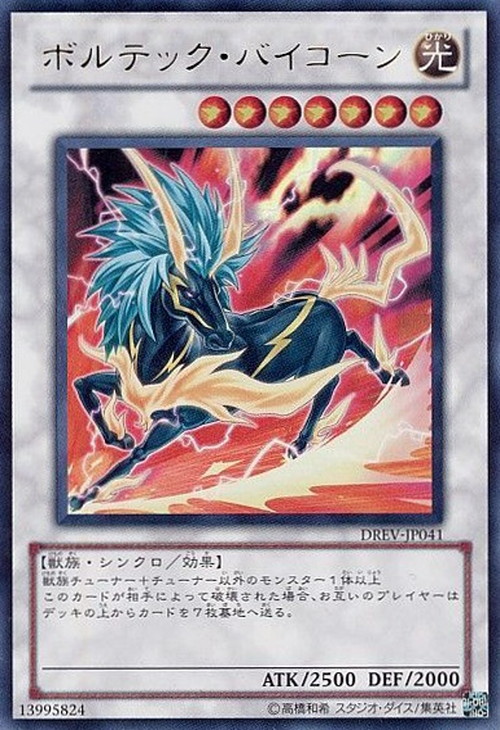 ボルテック・バイコーン
光
ひかり
DREV-JP041
【獣族・シンクロ／効果】
獣族チューナー＋チューナー以外のモンスター１体以上
このカードが相手によって破壊された場合、お互いのプレイヤーは
デッキの上からカードを７枚墓地へ送る。
ATK/2500 DEF/2000
13995824
©高橋和希 スタジオ・ダイス/集英社